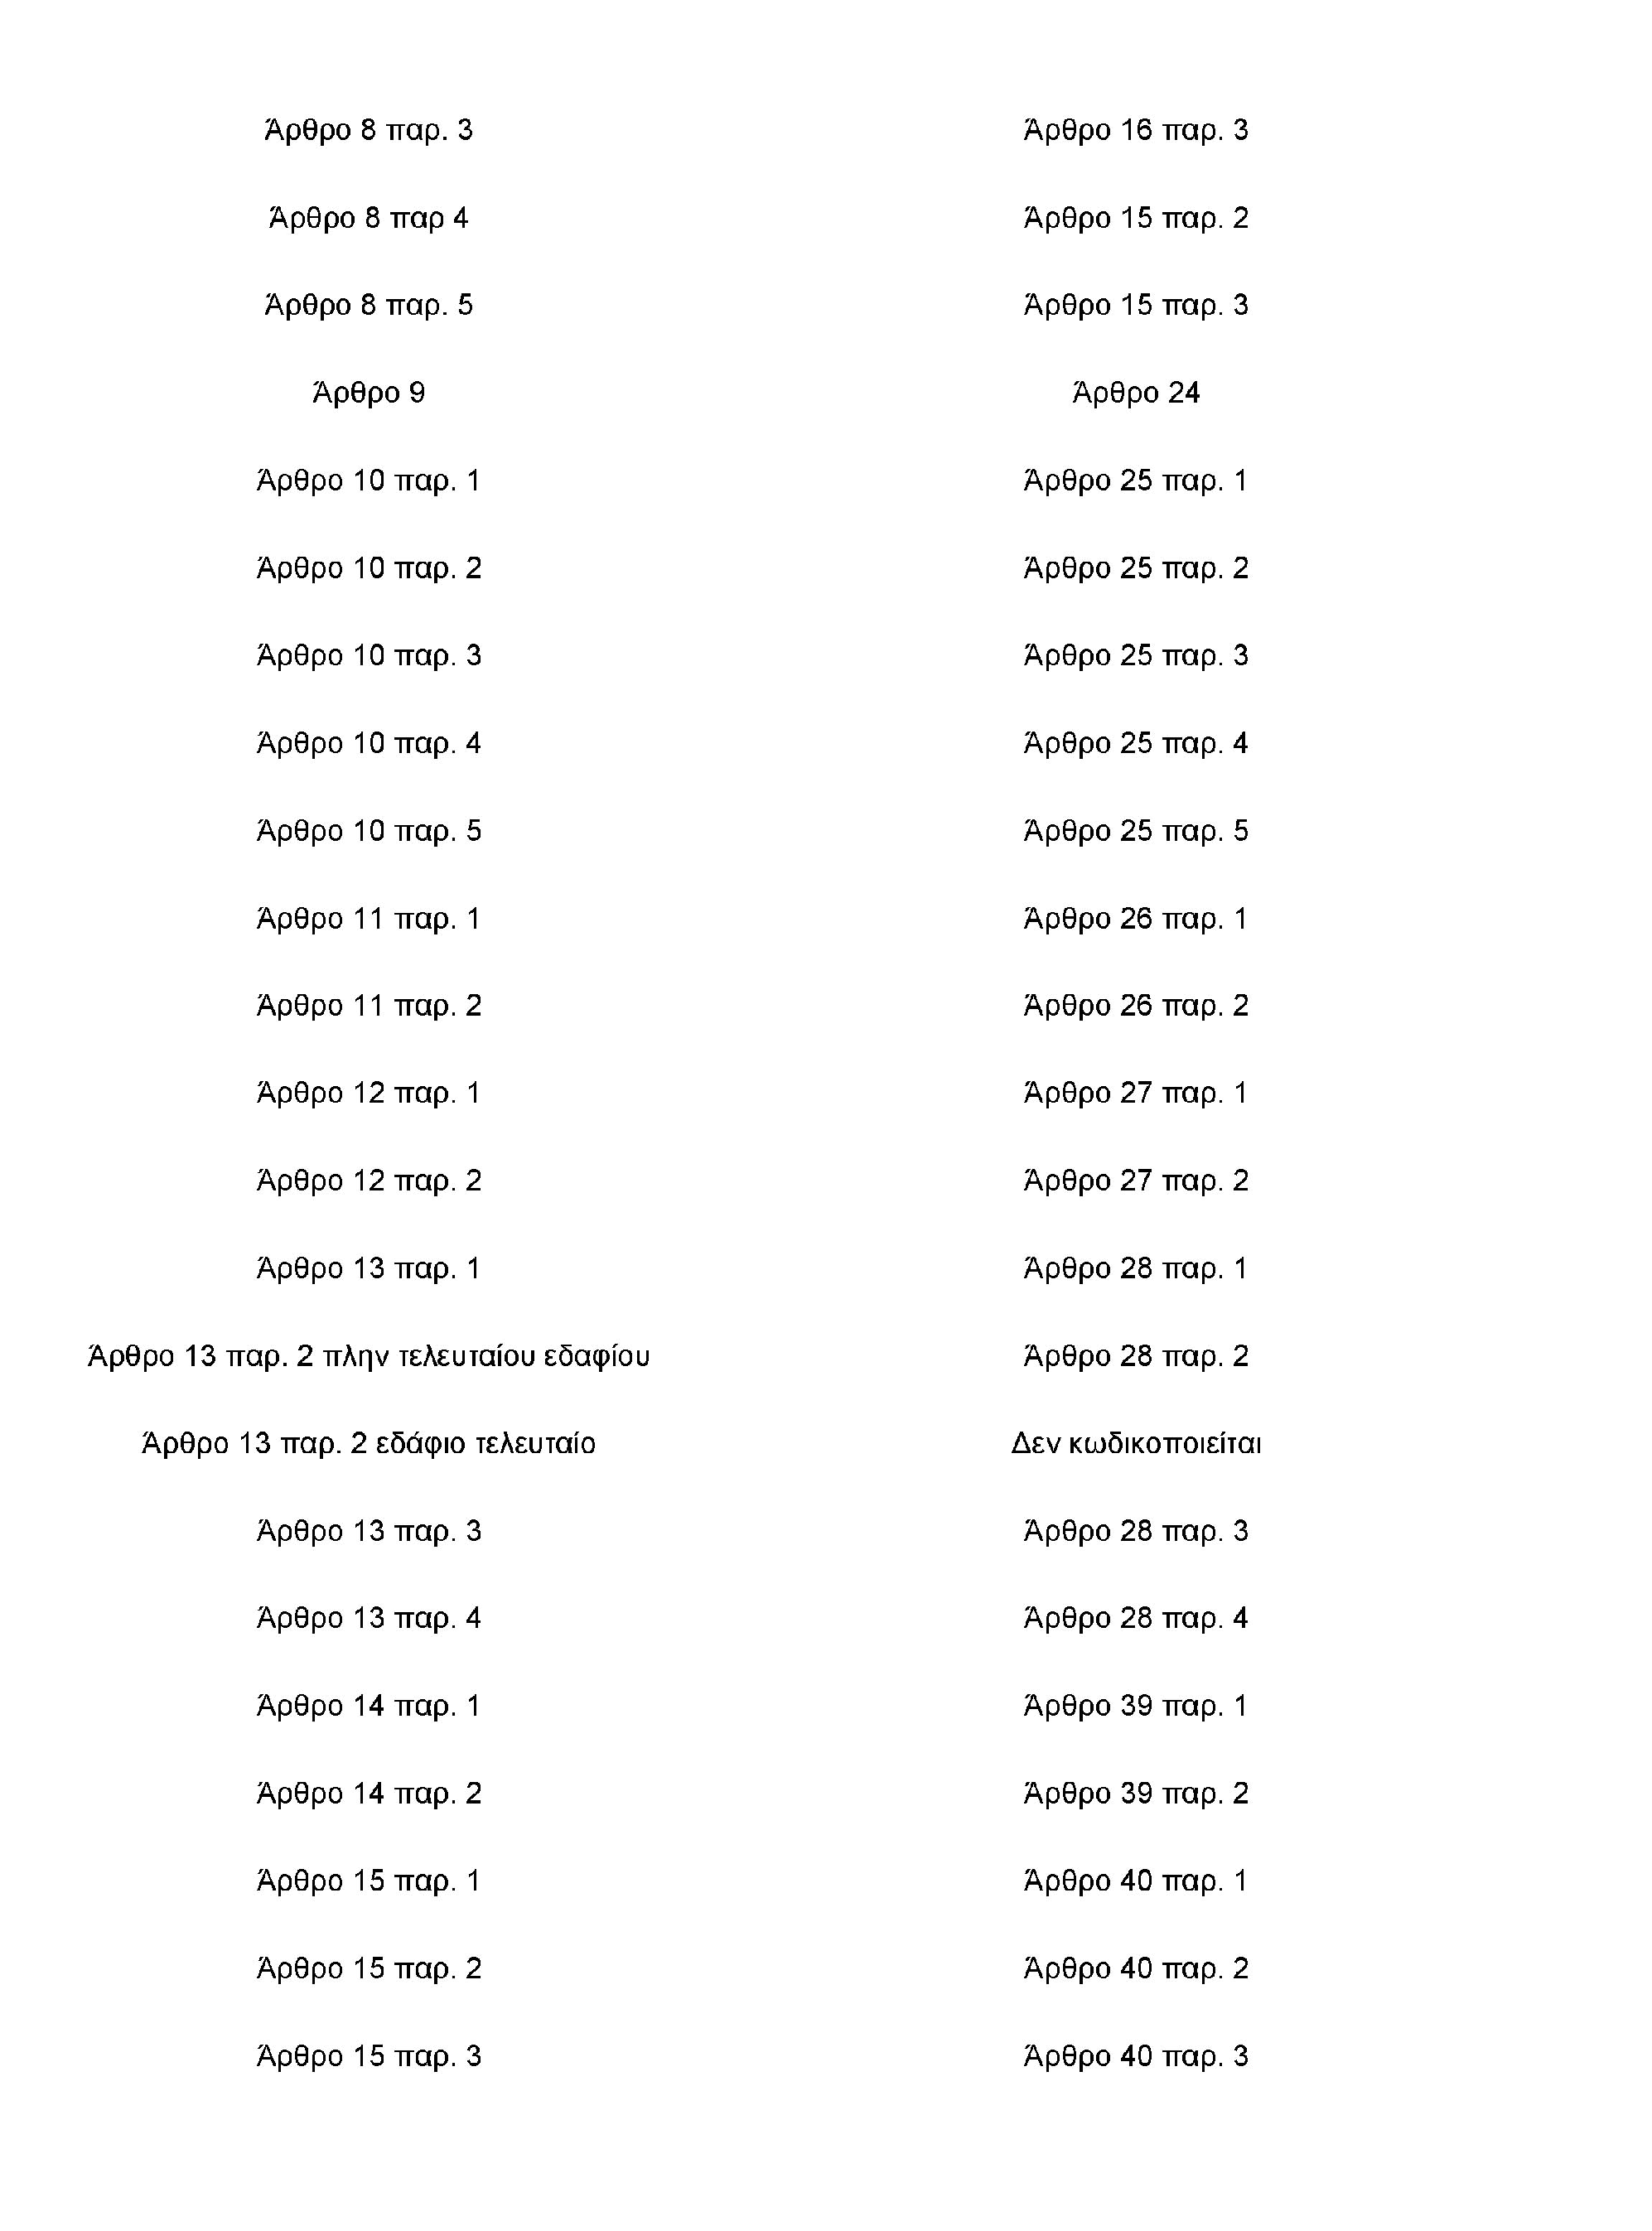 Άρθρο 8 παρ. 3 Άρθρο 16 παρ. 3
Άρθρο 8 παρ 4 Άρθρο 15 παρ. 2
Άρθρο 8 παρ. 5 Άρθρο 15 παρ. 3
Άρθρο 9 Άρθρο 24
Άρθρο 10 παρ. 1 Άρθρο 25 παρ. 1
Άρθρο 10 παρ. 2 Άρθρο 25 παρ. 2
Άρθρο 10 παρ. 3 Άρθρο 25 παρ. 3
Άρθρο 10 παρ. 4 Άρθρο 25 παρ. 4
Άρθρο 10 παρ. 5 Άρθρο 25 παρ. 5
Άρθρο 11 παρ. 1 Άρθρο 26 παρ. 1
Άρθρο 11 παρ. 2 Άρθρο 26 παρ. 2
Άρθρο 12 παρ. 1 Άρθρο 27 παρ. 1
Άρθρο 12 παρ. 2 Άρθρο 27 παρ. 2
Άρθρο 13 παρ. 1 Άρθρο 28 παρ. 1
Άρθρο 13 παρ. 2 πλην τελευταίου εδαφίου Άρθρο 28 παρ. 2
Άρθρο 13 παρ. 2 εδάφιο τελευταίο Δεν κωδικοποιείται
Άρθρο 13 παρ. 3 Άρθρο 28 παρ. 3
Άρθρο 13 παρ. 4 Άρθρο 28 παρ. 4
Άρθρο 14 παρ. 1 Άρθρο 39 παρ. 1
Άρθρο 14 παρ. 2 Άρθρο 39 παρ. 2
Άρθρο 15 παρ. 1 Άρθρο 40 παρ. 1
Άρθρο 15 παρ. 2 Άρθρο 40 παρ. 2
Άρθρο 15 παρ. 3 Άρθρο 40 παρ. 3